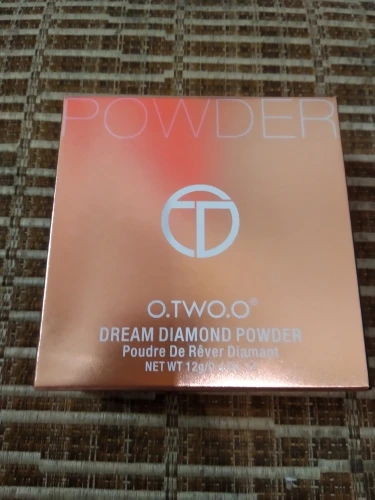 POWDER
O.TWO.O®
DREAM DIAMOND POWDER
Poudre De Rêver Diamant
NET WT 12g/